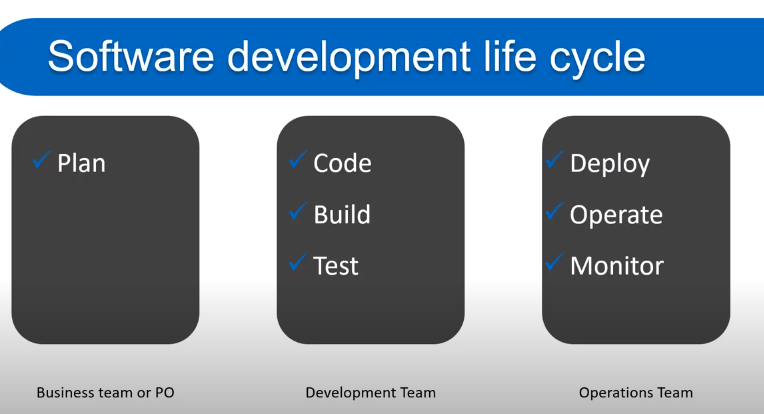 Software development life cycle
Plan
Code
Build
Test
Deploy
Operate
Monitor
Business team or PO
Development Team
Operations Team